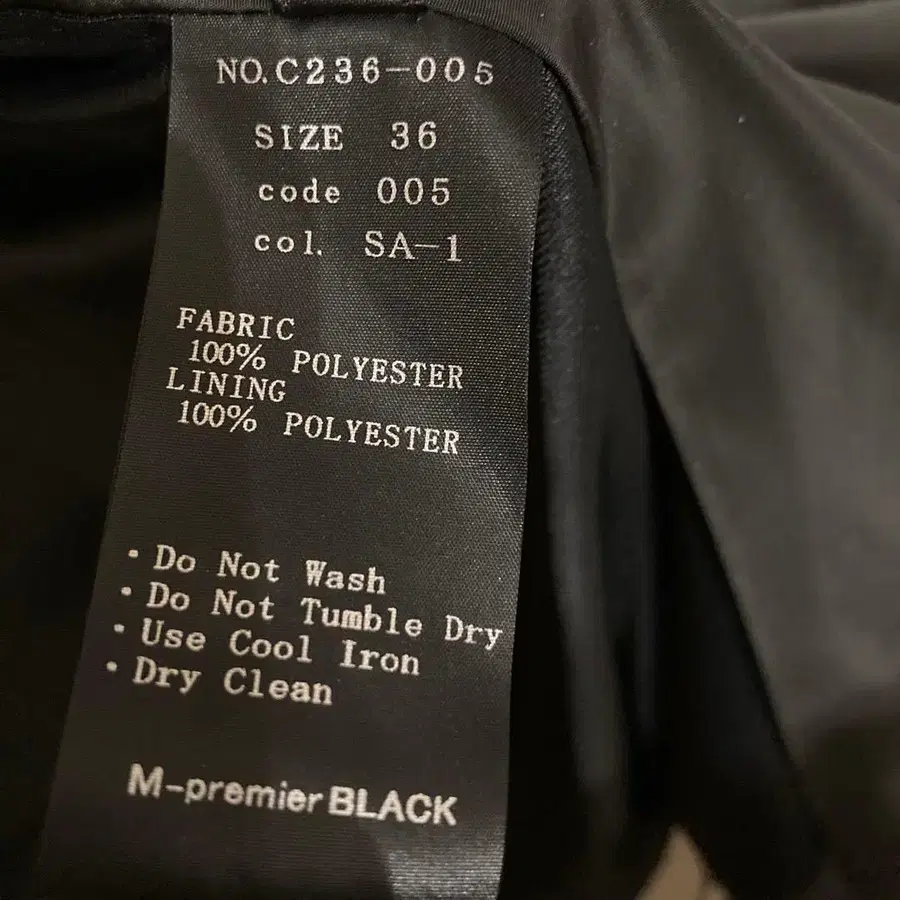 NO.C236-005
SIZE 36
code 005
col. SA-1
FABRIC
100% POLYESTER
LINING
100% POLYESTER
・Do Not Wash
・Do Not Tumble Dry
・Use Cool Iron
・Dry Clean
M-premier BLACK